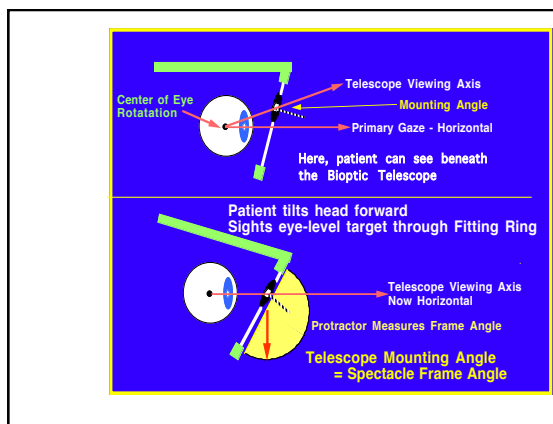 Telescope Viewing Axis
Center of Eye
Rotatation
Mounting Angle
Primary Gaze - Horizontal
Here, patient can see beneath
the Bioptic Telescope
Patient tilts head forward
Sights eye-level target through Fitting Ring
Telescope Viewing Axis
Now Horizontal
Protractor Measures Frame Angle
Telescope Mounting Angle
= Spectacle Frame Angle